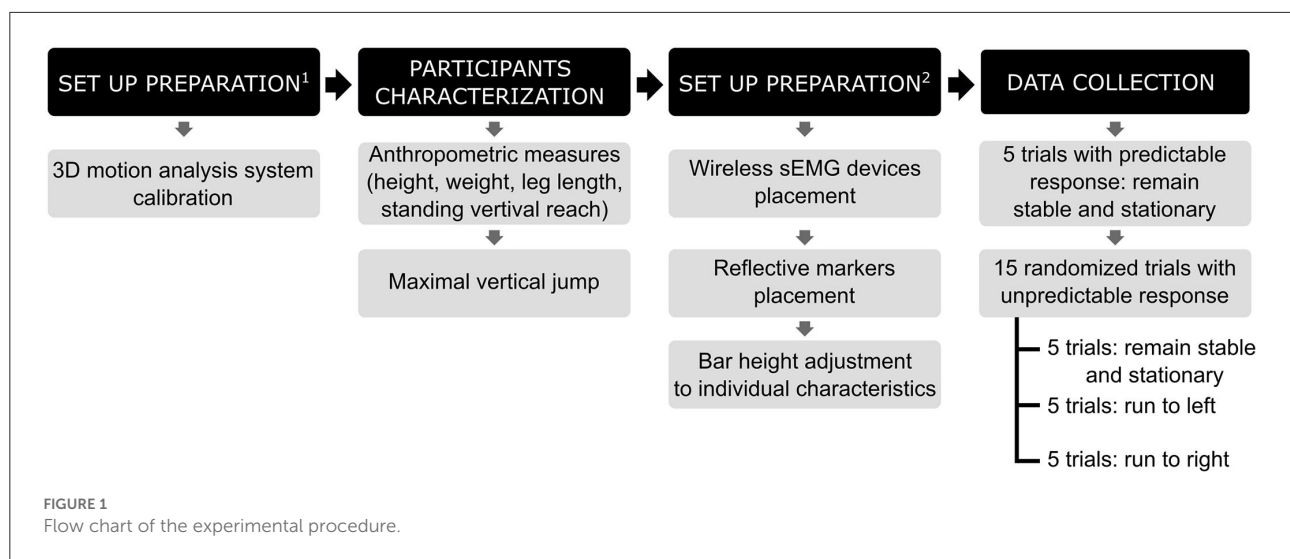 SET UP PREPARATION¹
3D motion analysis system
calibration
PARTICIPANTS
CHARACTERIZATION
Anthropometric measures
(height, weight, leg length,
standing vertival reach)
Maximal vertical jump
SET UP PREPARATION²
Wireless sEMG devices
placement
Reflective markers
placement
Bar height adjustment
to individual characteristics
DATA COLLECTION
5 trials with predictable
response: remain
stable and stationary
15 randomized trials with
unpredictable response
5 trials: remain stable
and stationary
5 trials: run to left
5 trials: run to right
FIGURE 1
Flow chart of the experimental procedure.